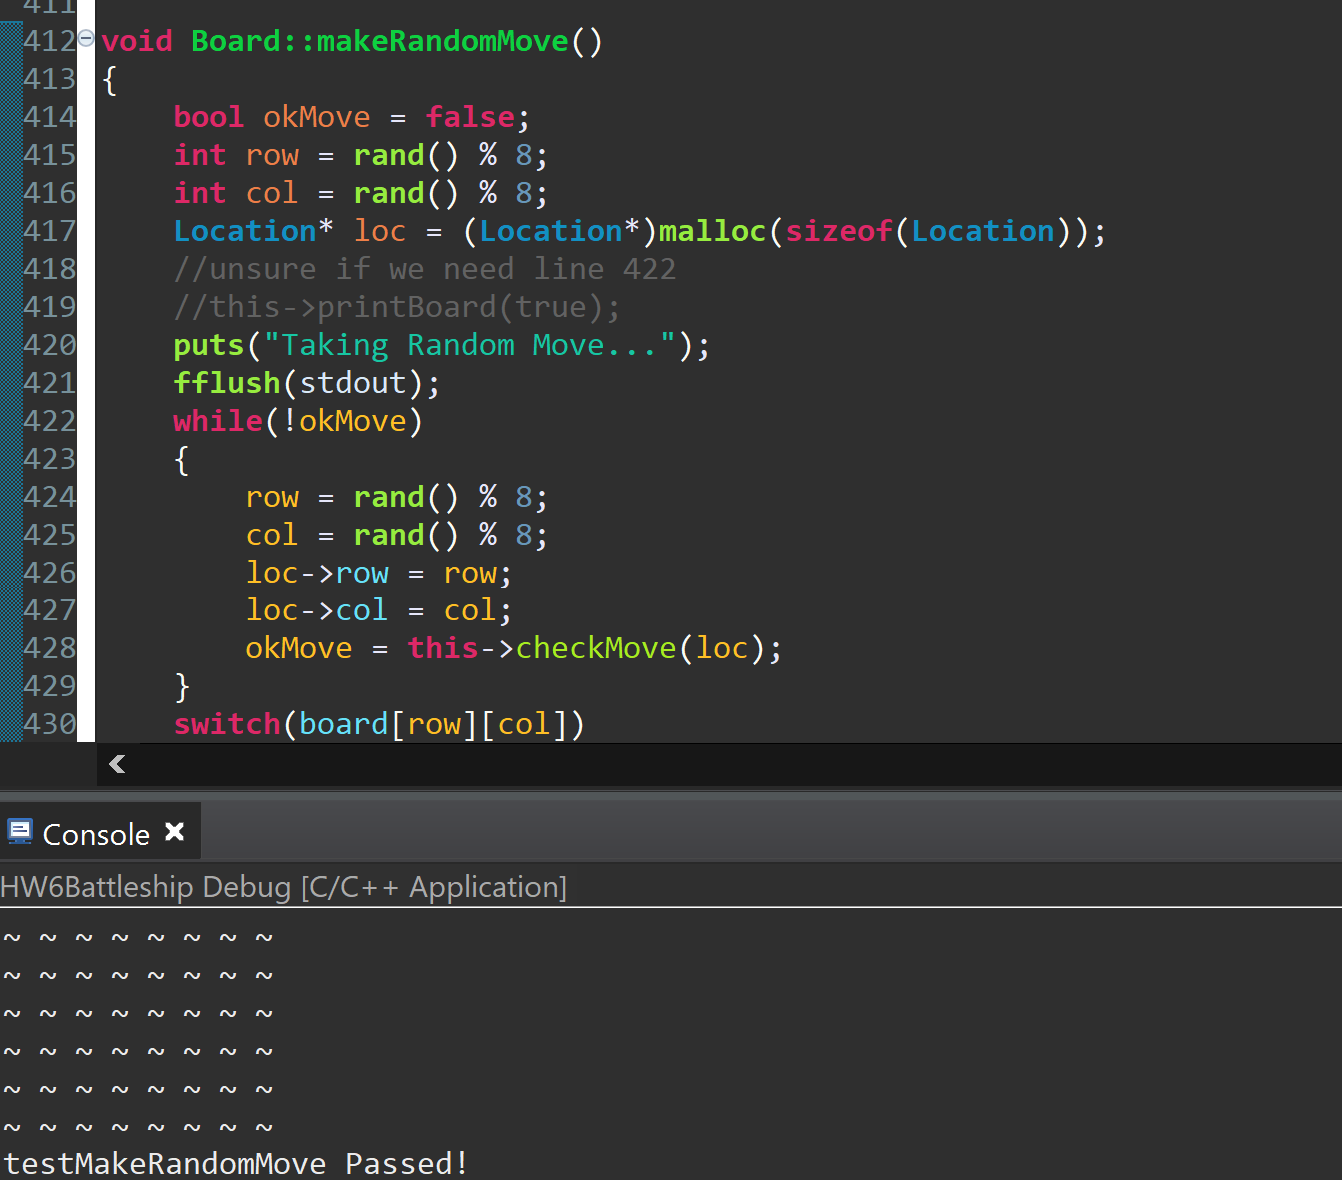 411
412 void Board::makeRandomMove()
413 {
414 bool okMove = false;
415 int row = rand() % 8;
416 int col = rand() % 8;
417 Location* loc = (Location*)malloc(sizeof(Location));
418 //unsure if we need line 422
419 //this->printBoard(true);
420 puts("Taking Random Move...");
421 fflush(stdout);
422 while(!okMove)
423 {
424 row = rand() % 8;
425 col = rand() % 8;
426 loc->row = row;
427 loc->col = col;
428 okMove = this->checkMove(loc);
429 }
430 switch(board[row][col])
Console
HW6Battleship Debug [C/C++ Application]
~ ~ ~ ~ ~ ~ ~ ~
~ ~ ~ ~ ~ ~ ~ ~
~ ~ ~ ~ ~ ~ ~ ~
~ ~ ~ ~ ~ ~ ~ ~
~ ~ ~ ~ ~ ~ ~ ~
~ ~ ~ ~ ~ ~ ~ ~
testMakeRandomMove Passed!